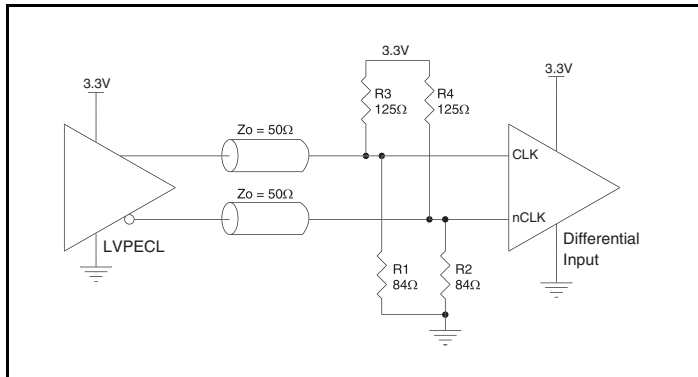 3.3V
3.3V
3.3V
R3
125Ω
R4
125Ω
Zo = 50Ω
CLK
Zo = 50Ω
nCLK
LVPECL
Differential
Input
R1
84Ω
R2
84Ω